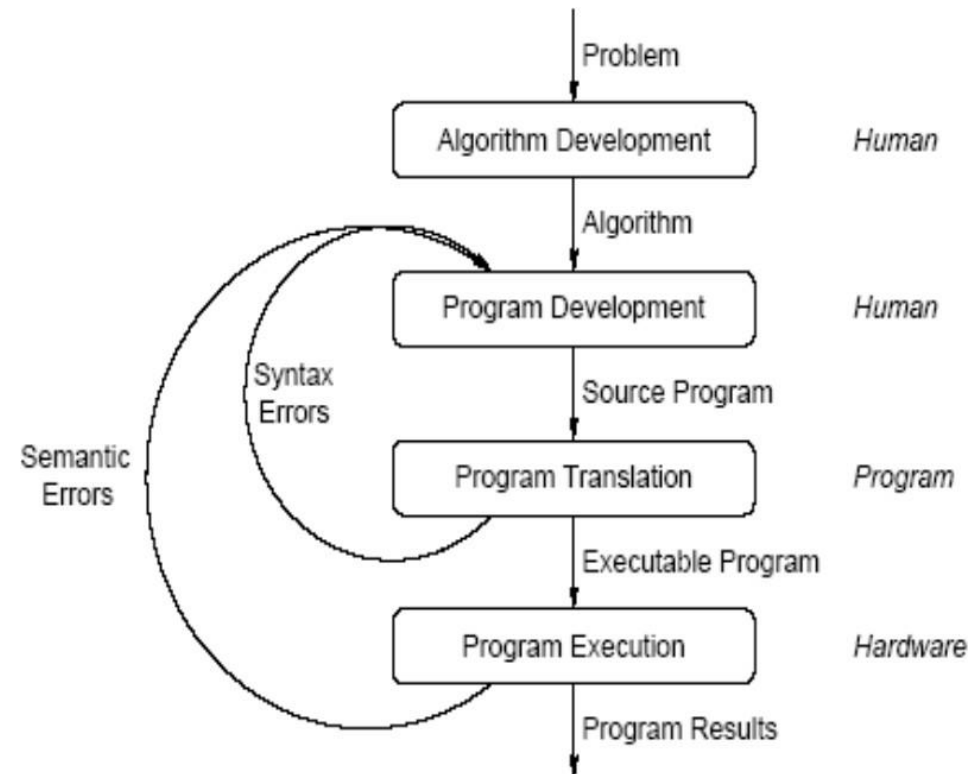 Problem
Algorithm Development
Human
Algorithm
Program Development
Human
Syntax
Errors
Source Program
Semantic
Errors
Program Translation
Program
Executable Program
Program Execution
Hardware
Program Results